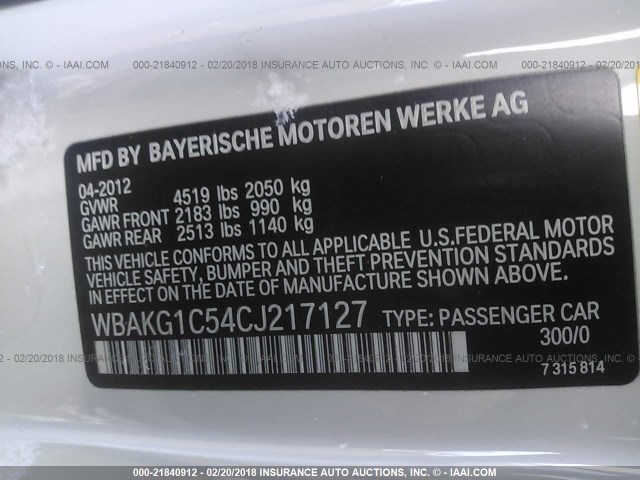 000-21840912 - 02/20/2018 INSURANCE AUTO AUCTIONS, INC. - © IAAI.COM
MFD BY BAYERISCHE MOTOREN WERKE AG
04-2012
GVWR 4519 lbs 2050 kg
GAWR FRONT 2183 lbs 990 kg
GAWR REAR 2513 lbs 1140 kg
THIS VEHICLE CONFORMS TO ALL APPLICABLE U.S.FEDERAL MOTOR
VEHICLE SAFETY, BUMPER AND THEFT PREVENTION STANDARDS
IN EFFECT ON THE DATE OF MANUFACTURE SHOWN ABOVE.
WBAKG1C54CJ217127 TYPE: PASSENGER CAR
300/0
7 315 814
000-21840912 - 02/20/2018 INSURANCE AUTO AUCTIONS, INC. - © IAAI.COM
000-21840912 - 02/20/2018 INSURANCE AUTO AUCTIONS, INC. - © IAAI.COM